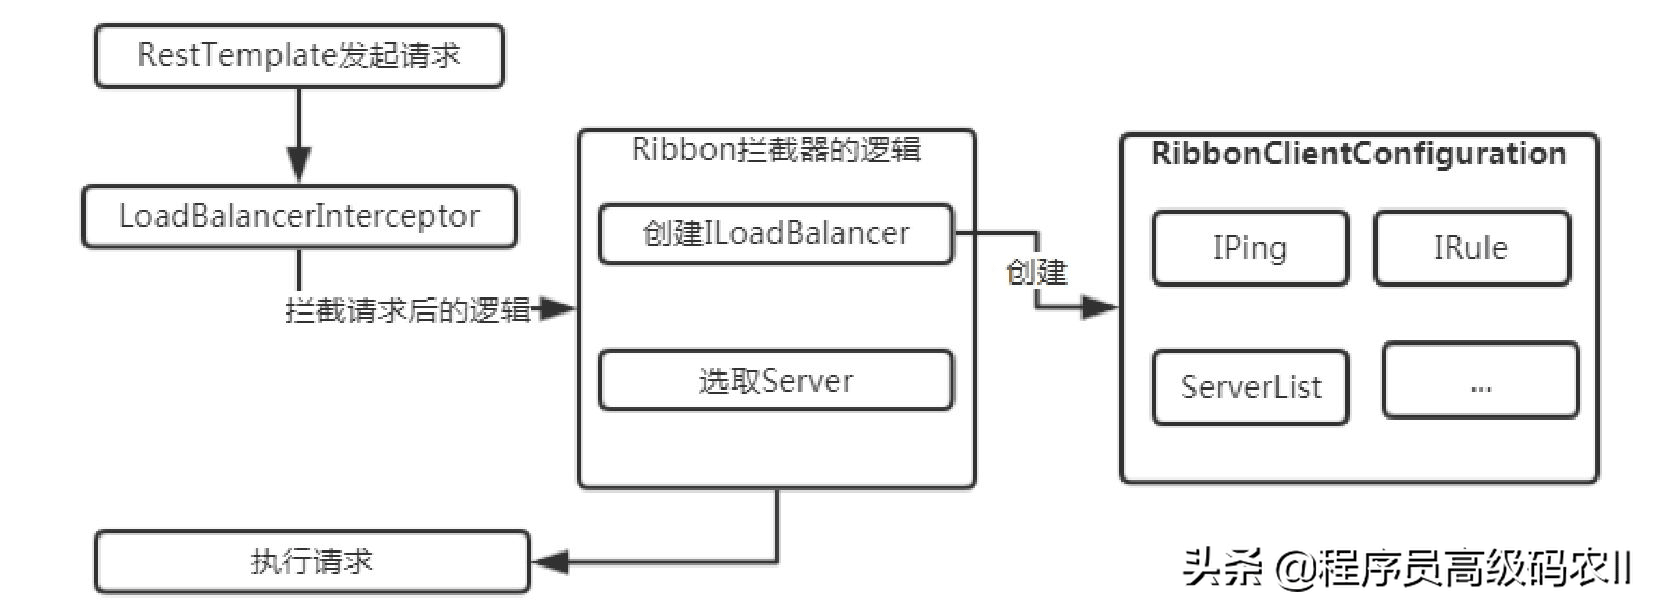 RestTemplate发起请求
LoadBalancerInterceptor
拦截请求后的逻辑
Ribbon拦截器的逻辑
创建ILoadBalancer
选取Server
创建
RibbonClientConfiguration
IPing
IRule
ServerList
...
执行请求
头条 @程序员高级码农II